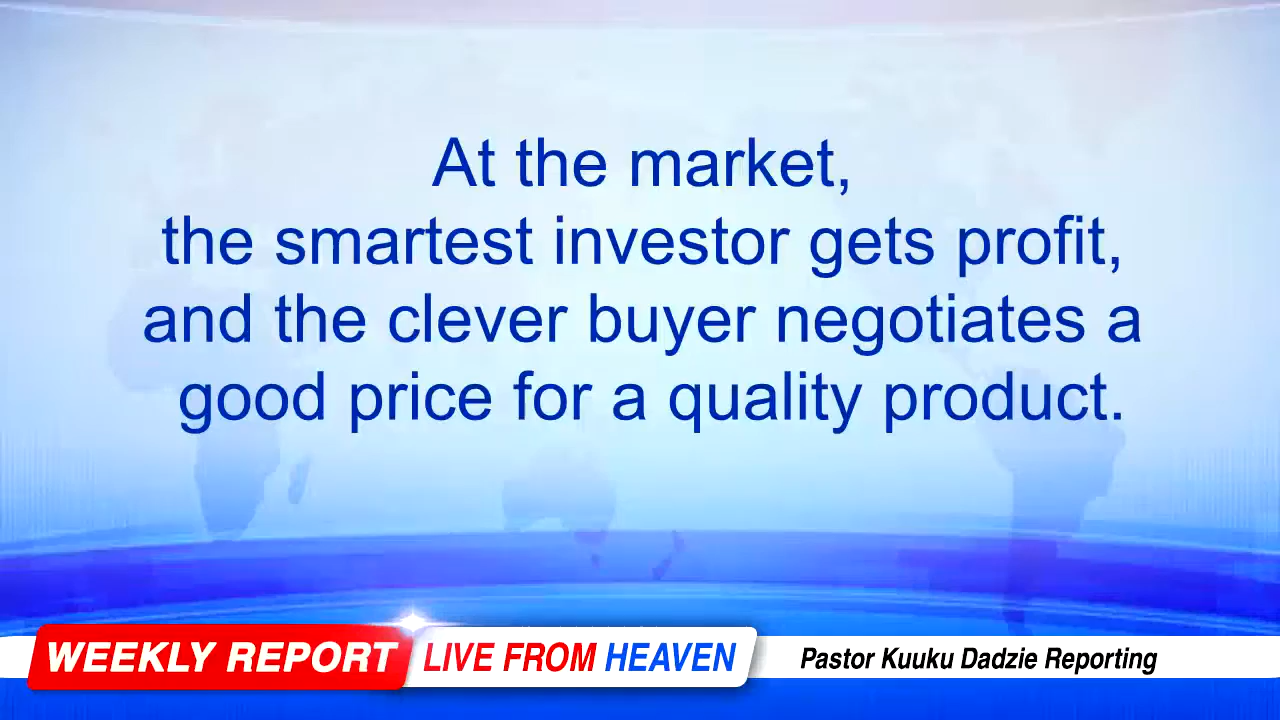 At the market,
the smartest investor gets profit,
and the clever buyer negotiates a
good price for a quality product.
WEEKLY REPORT LIVE FROM HEAVEN Pastor Kuuku Dadzie Reporting